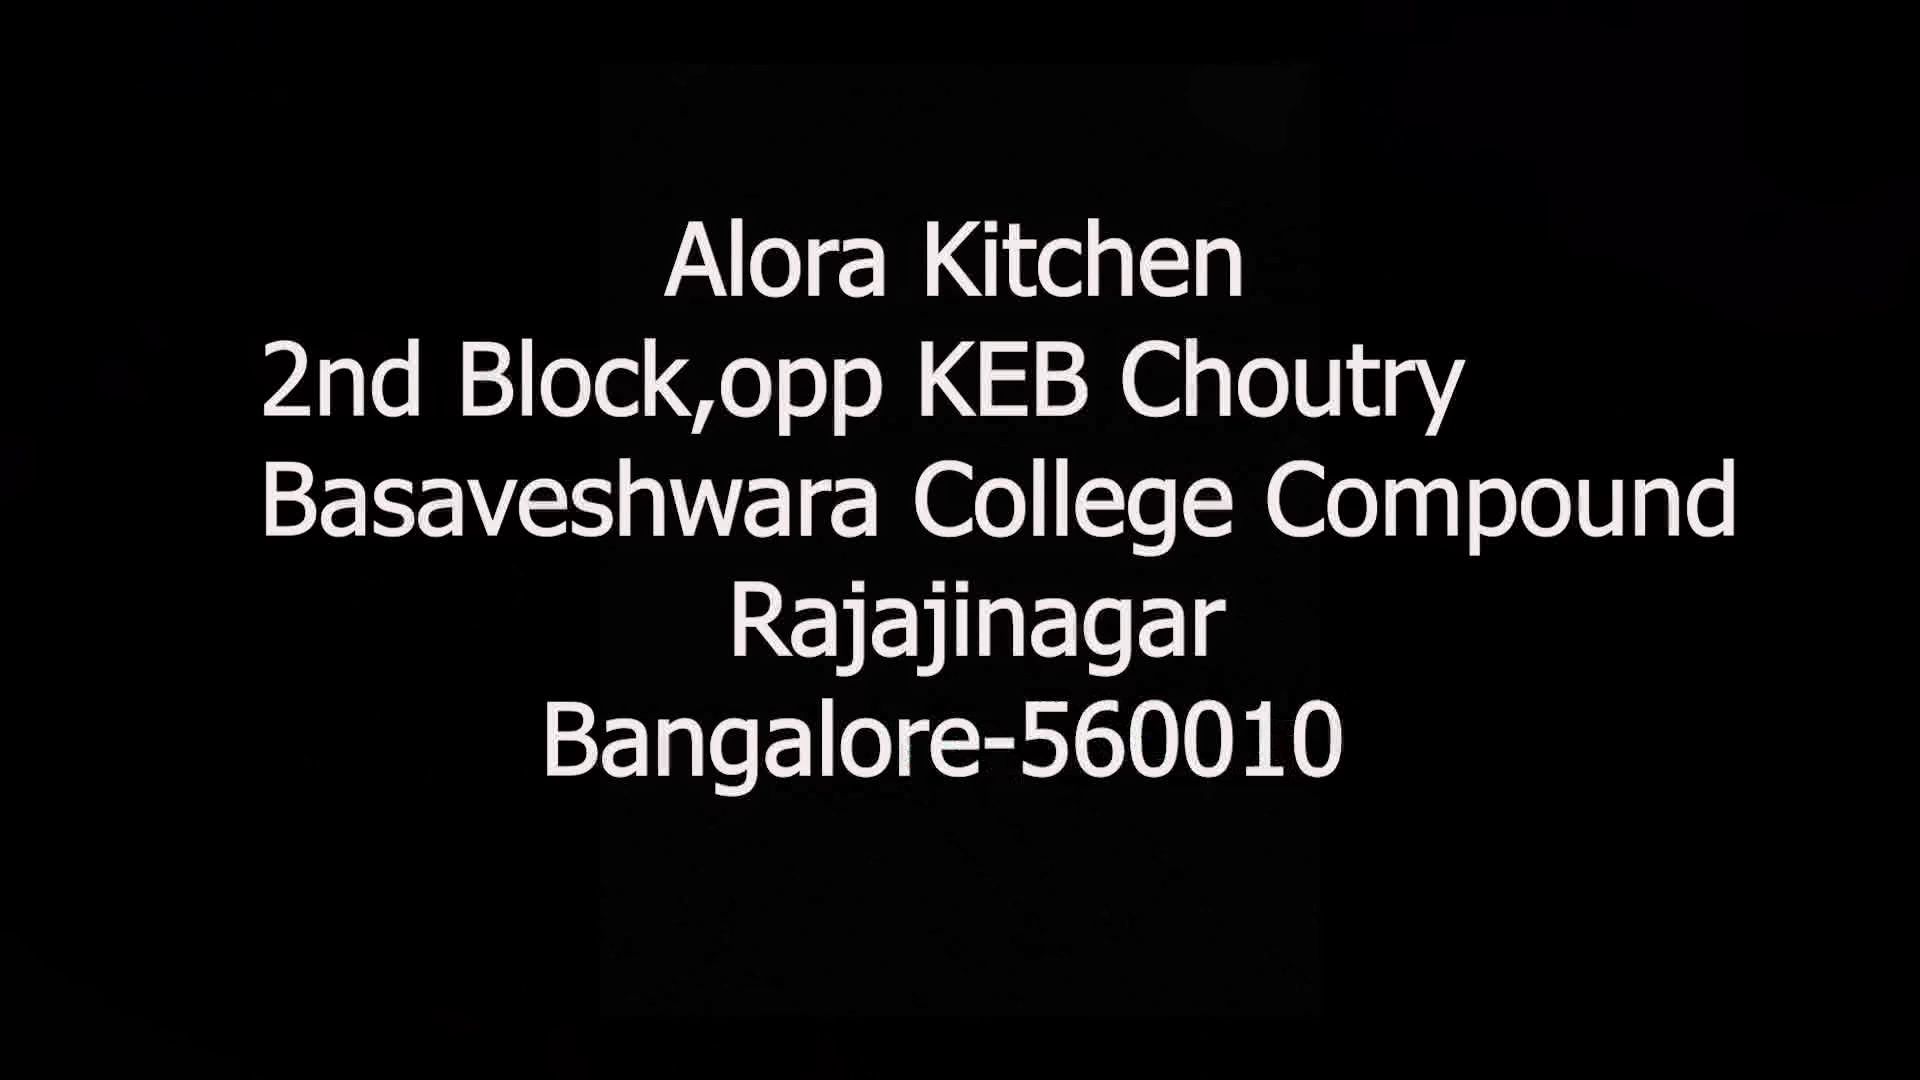 Alora Kitchen
2nd Block,opp KEB Choutry
Basaveshwara College Compound
Rajajinagar
Bangalore-560010